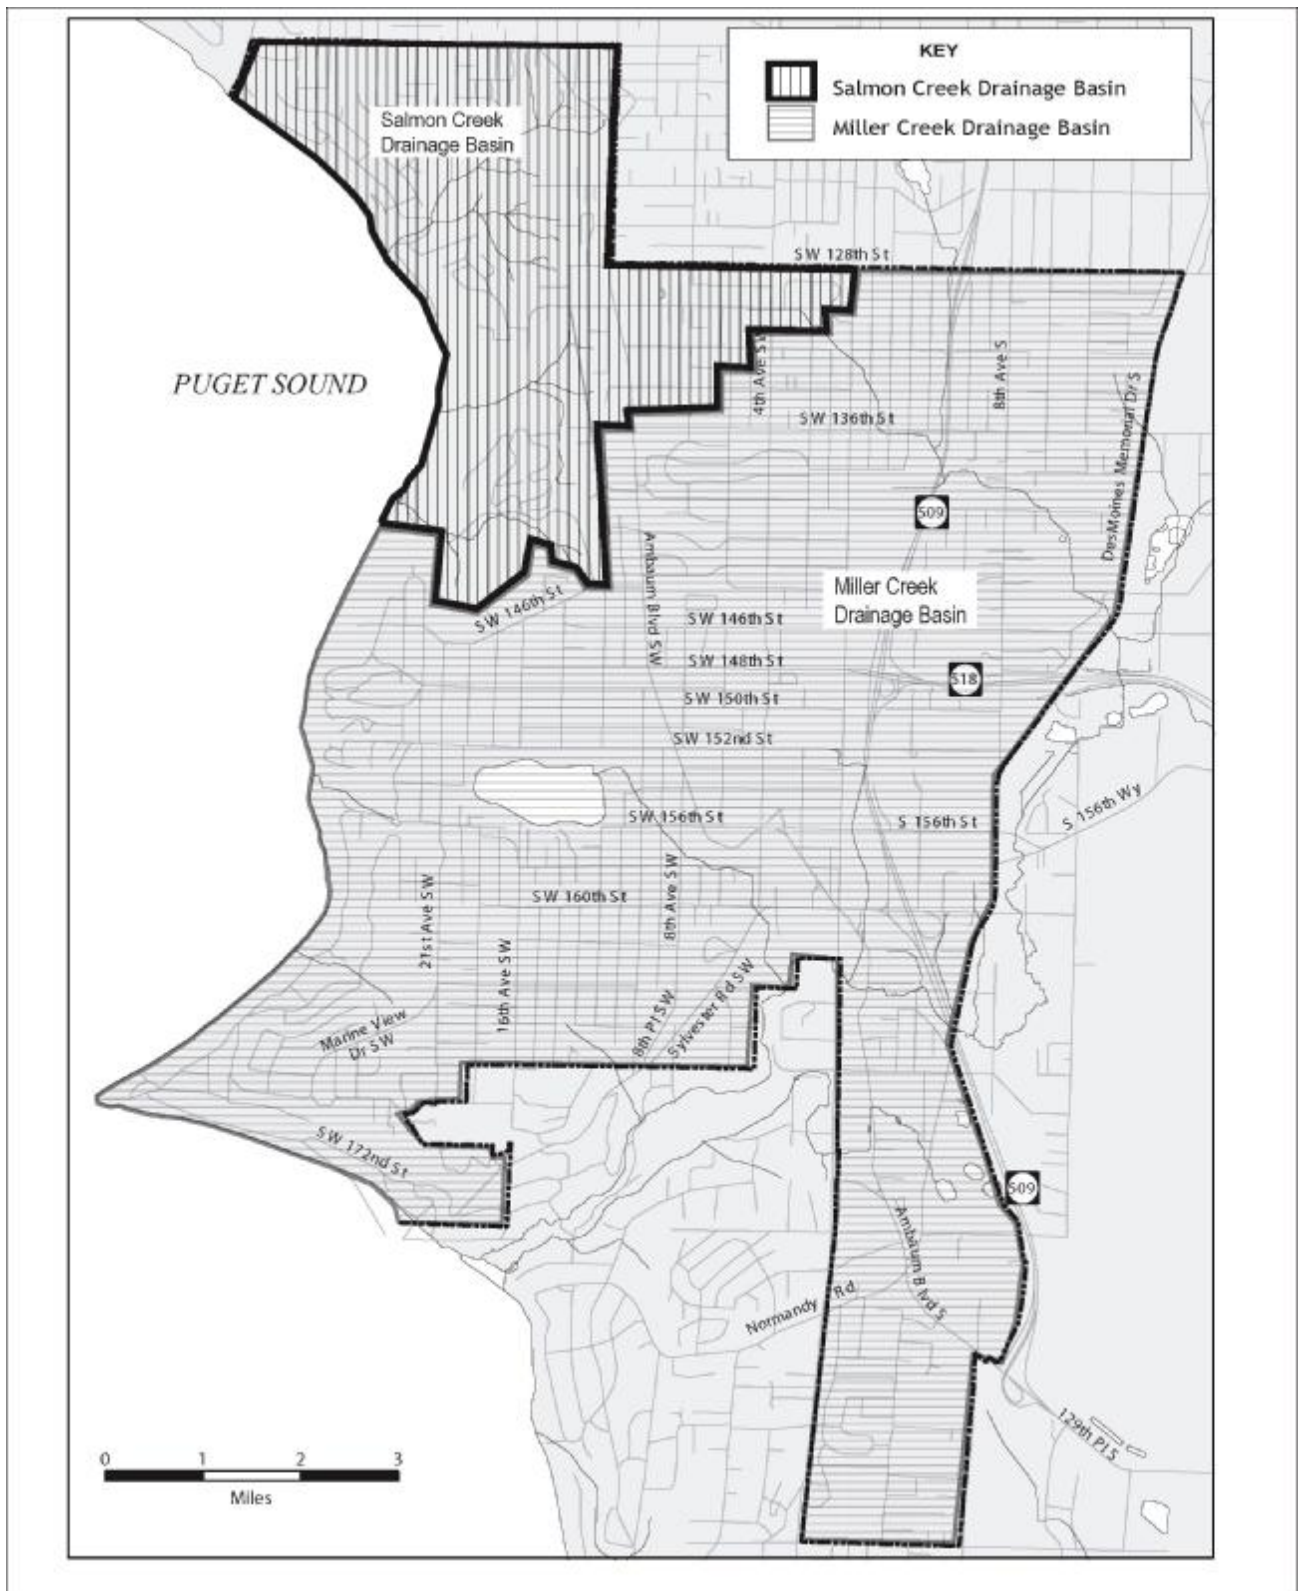 KEY
Salmon Creek Drainage Basin
Miller Creek Drainage Basin
Salmon Creek
Drainage Basin
SW 128th St
PUGET SOUND
4th Ave SW
8th Ave S
SW 136th St
DesMoines Memorial Dr S
509
Ambaum Blvd SW
Miller Creek
Drainage Basin
SW 146th St
SW 146th St
SW 148th St
518
SW 150th St
SW 152nd St
S 156th Wy
SW 156th St
S 156th St
8th Ave SW
21st Ave SW
SW 160th St
16th Ave SW
8th Pl SW
Sylvester Rd SW
Marine View
Dr SW
SW 172nd St
509
Ambaum Blvd S
Normandy Rd
129th Pl S
0 1 2 3
Miles